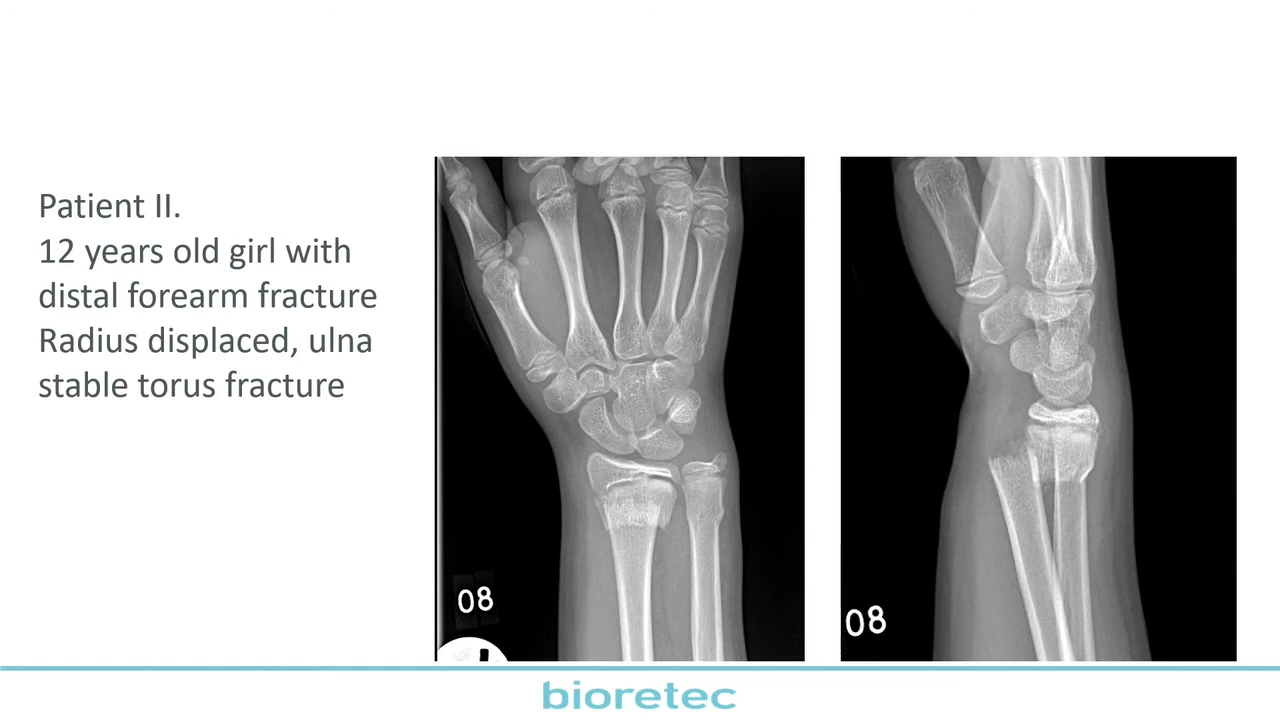 Patient II.
12 years old girl with
distal forearm fracture
Radius displaced, ulna
stable torus fracture
08
08
bioretec